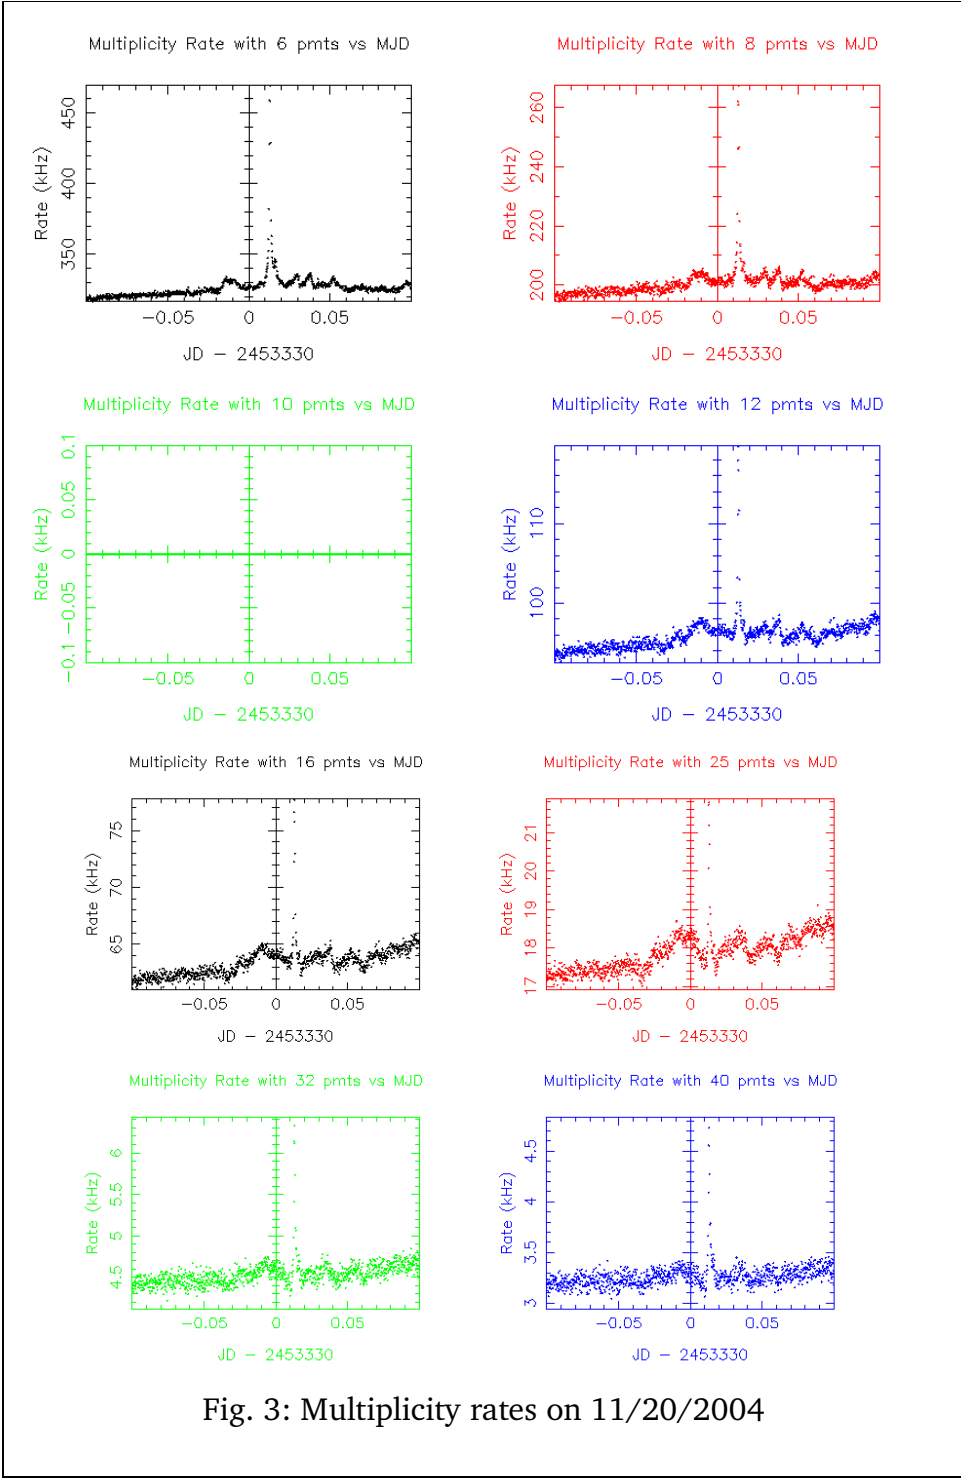 Multiplicity Rate with 6 pmts vs MJD
Rate (kHz)
450
400
350
−0.05 0 0.05
JD − 2453330
Multiplicity Rate with 8 pmts vs MJD
Rate (kHz)
260
240
220
200
−0.05 0 0.05
JD − 2453330
Multiplicity Rate with 10 pmts vs MJD
Rate (kHz)
0.1
0.05
0
−0.05
−0.1
−0.05 0 0.05
JD − 2453330
Multiplicity Rate with 12 pmts vs MJD
Rate (kHz)
110
100
−0.05 0 0.05
JD − 2453330
Multiplicity Rate with 16 pmts vs MJD
Rate (kHz)
75
70
65
−0.05 0 0.05
JD − 2453330
Multiplicity Rate with 25 pmts vs MJD
Rate (kHz)
21
20
19
18
17
−0.05 0 0.05
JD − 2453330
Multiplicity Rate with 32 pmts vs MJD
Rate (kHz)
6
5.5
5
4.5
−0.05 0 0.05
JD − 2453330
Multiplicity Rate with 40 pmts vs MJD
Rate (kHz)
4.5
4
3.5
3
−0.05 0 0.05
JD − 2453330
Fig. 3: Multiplicity rates on 11/20/2004